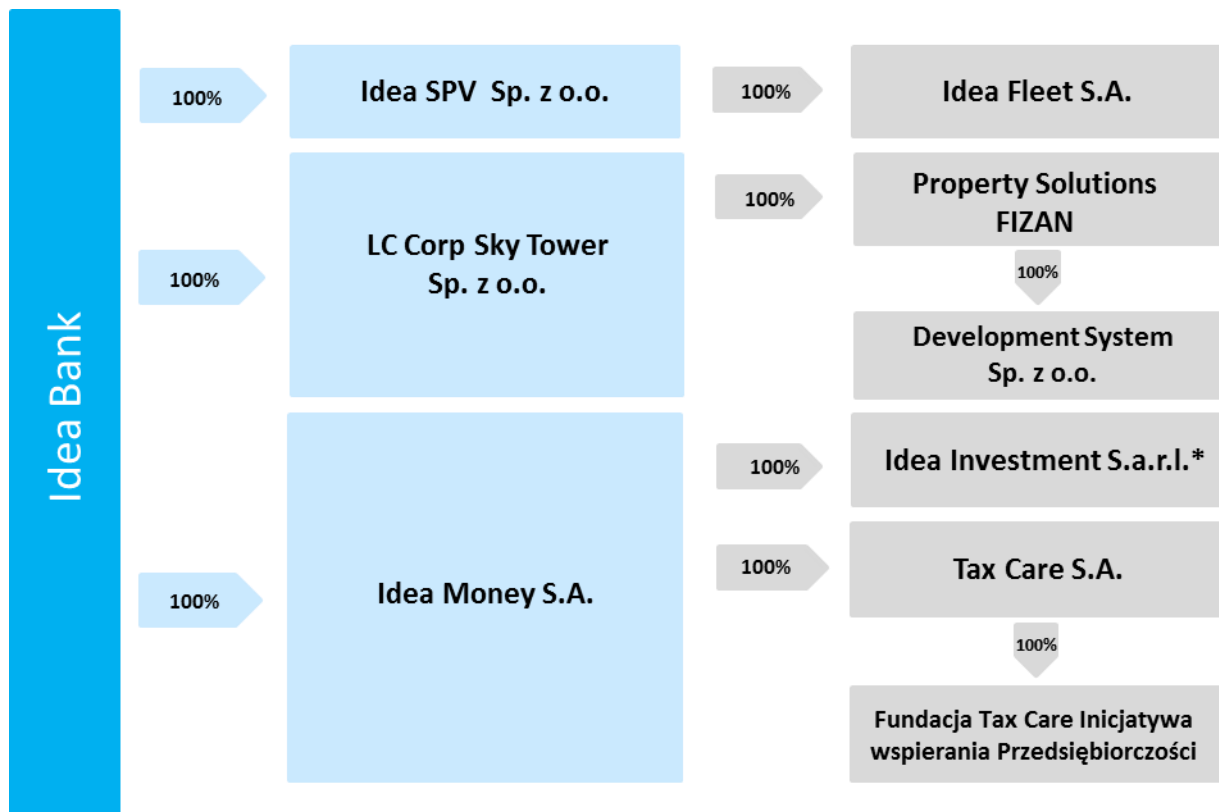 Idea Bank
100%
Idea SPV Sp. z o.o.
100%
Idea Fleet S.A.
100%
LC Corp Sky Tower
Sp. z o.o.
100%
Property Solutions
FIZAN
100%
Development System
Sp. z o.o.
100%
Idea Money S.A.
100%
Idea Investment S.a.r.l.*
100%
Tax Care S.A.
100%
Fundacja Tax Care Inicjatywa
wspierania Przedsiębiorczości